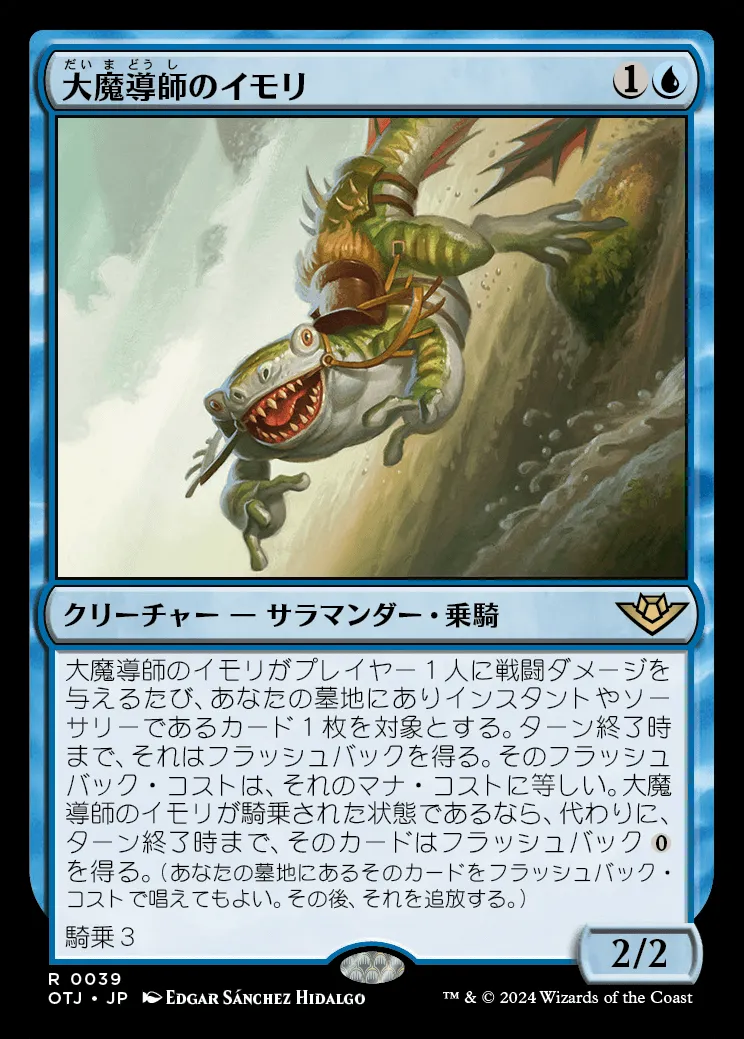 だいまどうし
大魔導師のイモリ 1
クリーチャー — サラマンダー・乗騎
大魔導師のイモリがプレイヤー1人に戦闘ダメージを
与えるたび、あなたの墓地にありインスタントやソー
サリーであるカード1枚を対象とする。ターン終了時
まで、それはフラッシュバックを得る。そのフラッシュ
バック・コストは、それのマナ・コストに等しい。大魔
導師のイモリが騎乗された状態であるなら、代わりに、
ターン終了時まで、そのカードはフラッシュバック 0
を得る。（あなたの墓地にあるそのカードをフラッシュバック・
コストで唱えてもよい。その後、それを追放する。）
騎乗3
2/2
R 0039
OTJ • JP EDGAR SÁNCHEZ HIDALGO
™ & © 2024 Wizards of the Coast